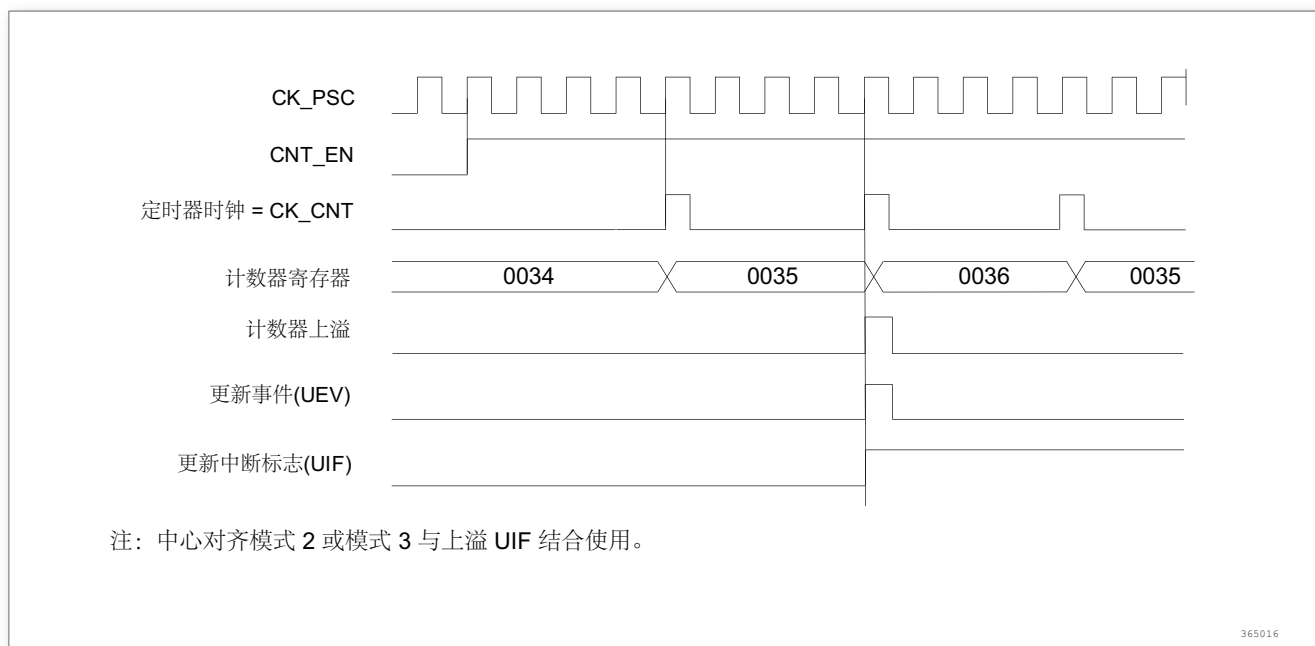 CK_PSC
CNT_EN
定时器时钟 = CK_CNT
计数器寄存器 0034 0035 0036 0035
计数器上溢
更新事件(UEV)
更新中断标志(UIF)
注：中心对齐模式 2 或模式 3 与上溢 UIF 结合使用。
365016